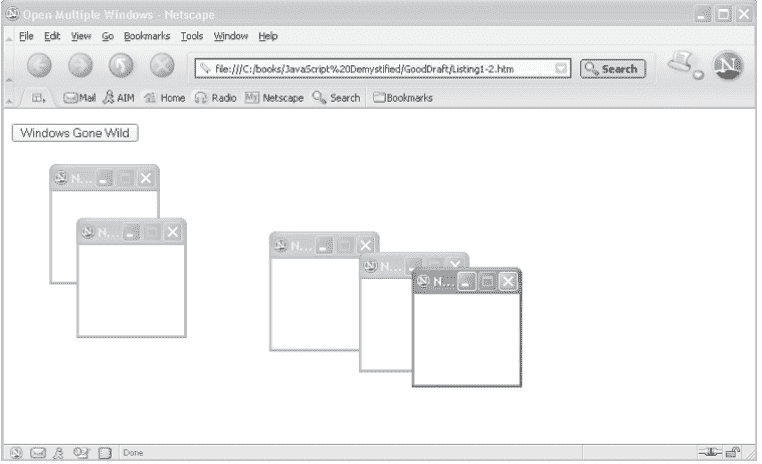 Open Multiple Windows - Netscape
File Edit View Go Bookmarks Tools Window Help
file:///C:/books/JavaScript%20Demystified/GoodDraft/Listing1-2.htm Search N
Mail AIM Home Radio My Netscape Search Bookmarks
Windows Gone Wild
N...
N...
N...
N...
N...
Done